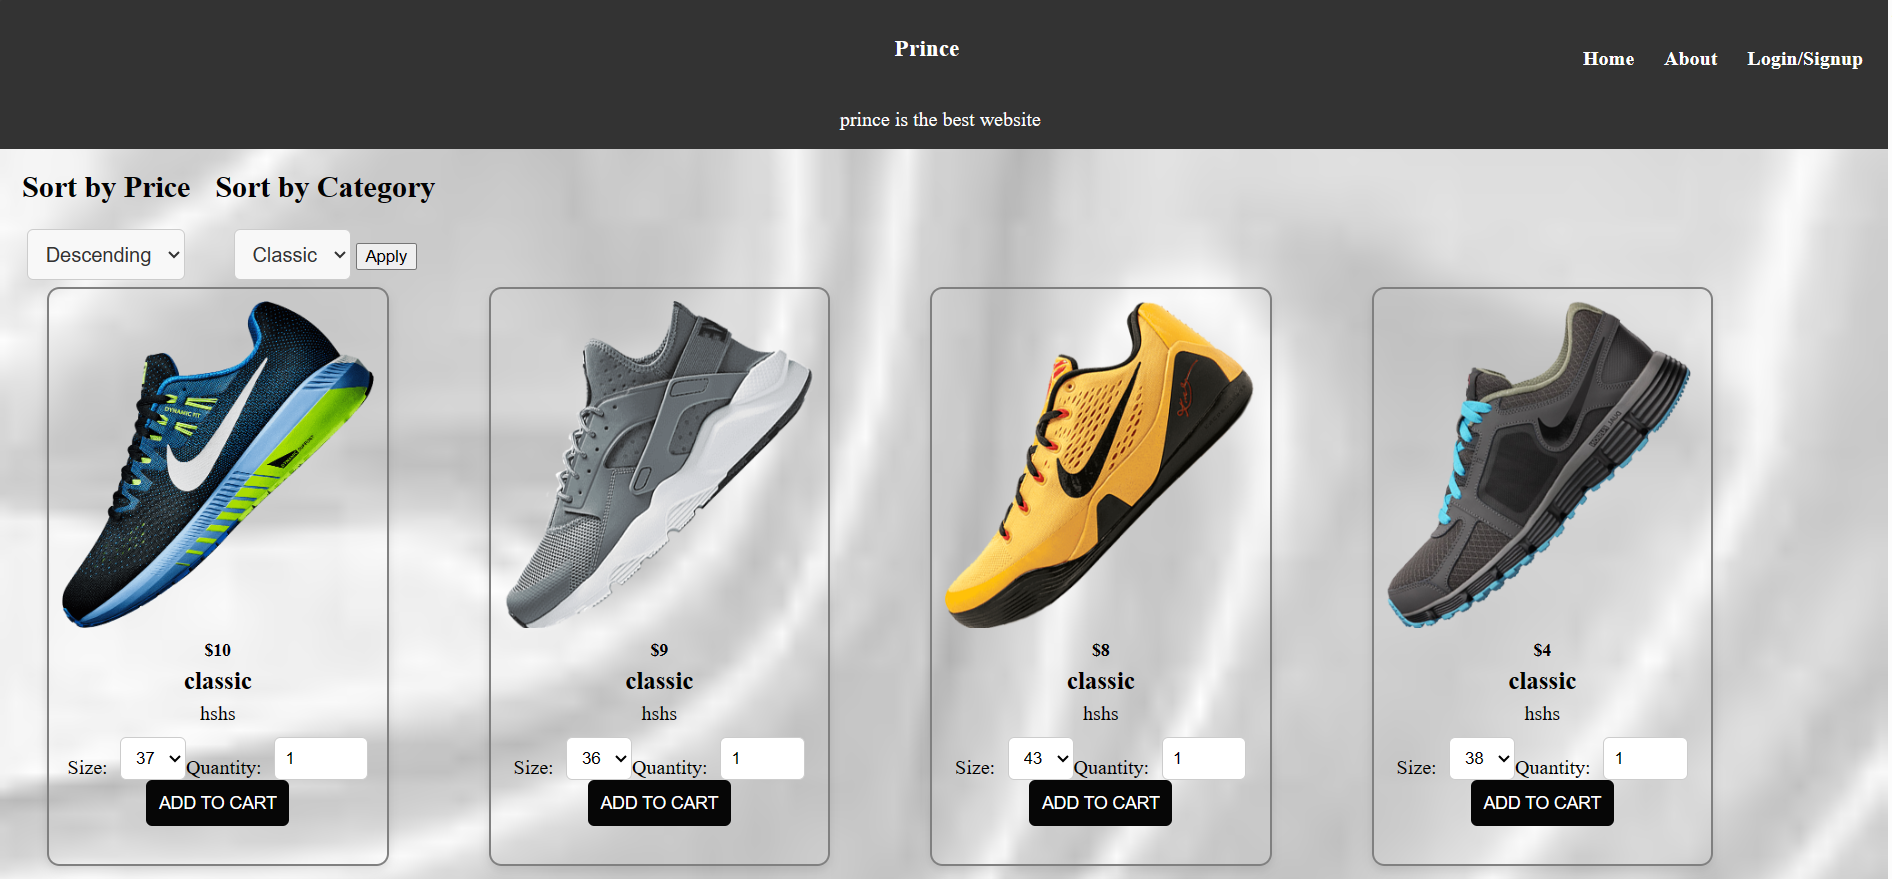 Prince
Home About Login/Signup
prince is the best website
Sort by Price Sort by Category
Descending Classic Apply
DYNAMIC FIT
$10
classic
hshs
Size: 37 Quantity: 1
ADD TO CART
$9
classic
hshs
Size: 36 Quantity: 1
ADD TO CART
$8
classic
hshs
Size: 43 Quantity: 1
ADD TO CART
$4
classic
hshs
Size: 38 Quantity: 1
ADD TO CART